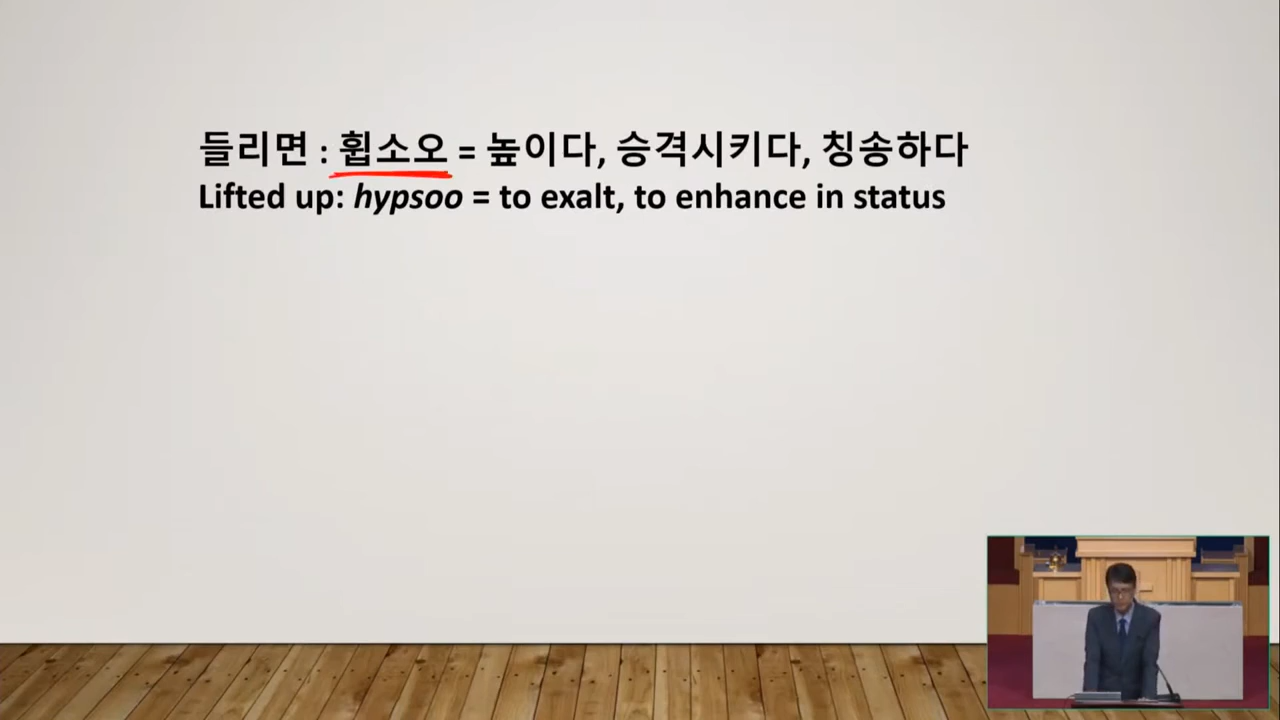 들리면 : 휩소오 = 높이다, 승격시키다, 칭송하다
Lifted up: hypsoo = to exalt, to enhance in status